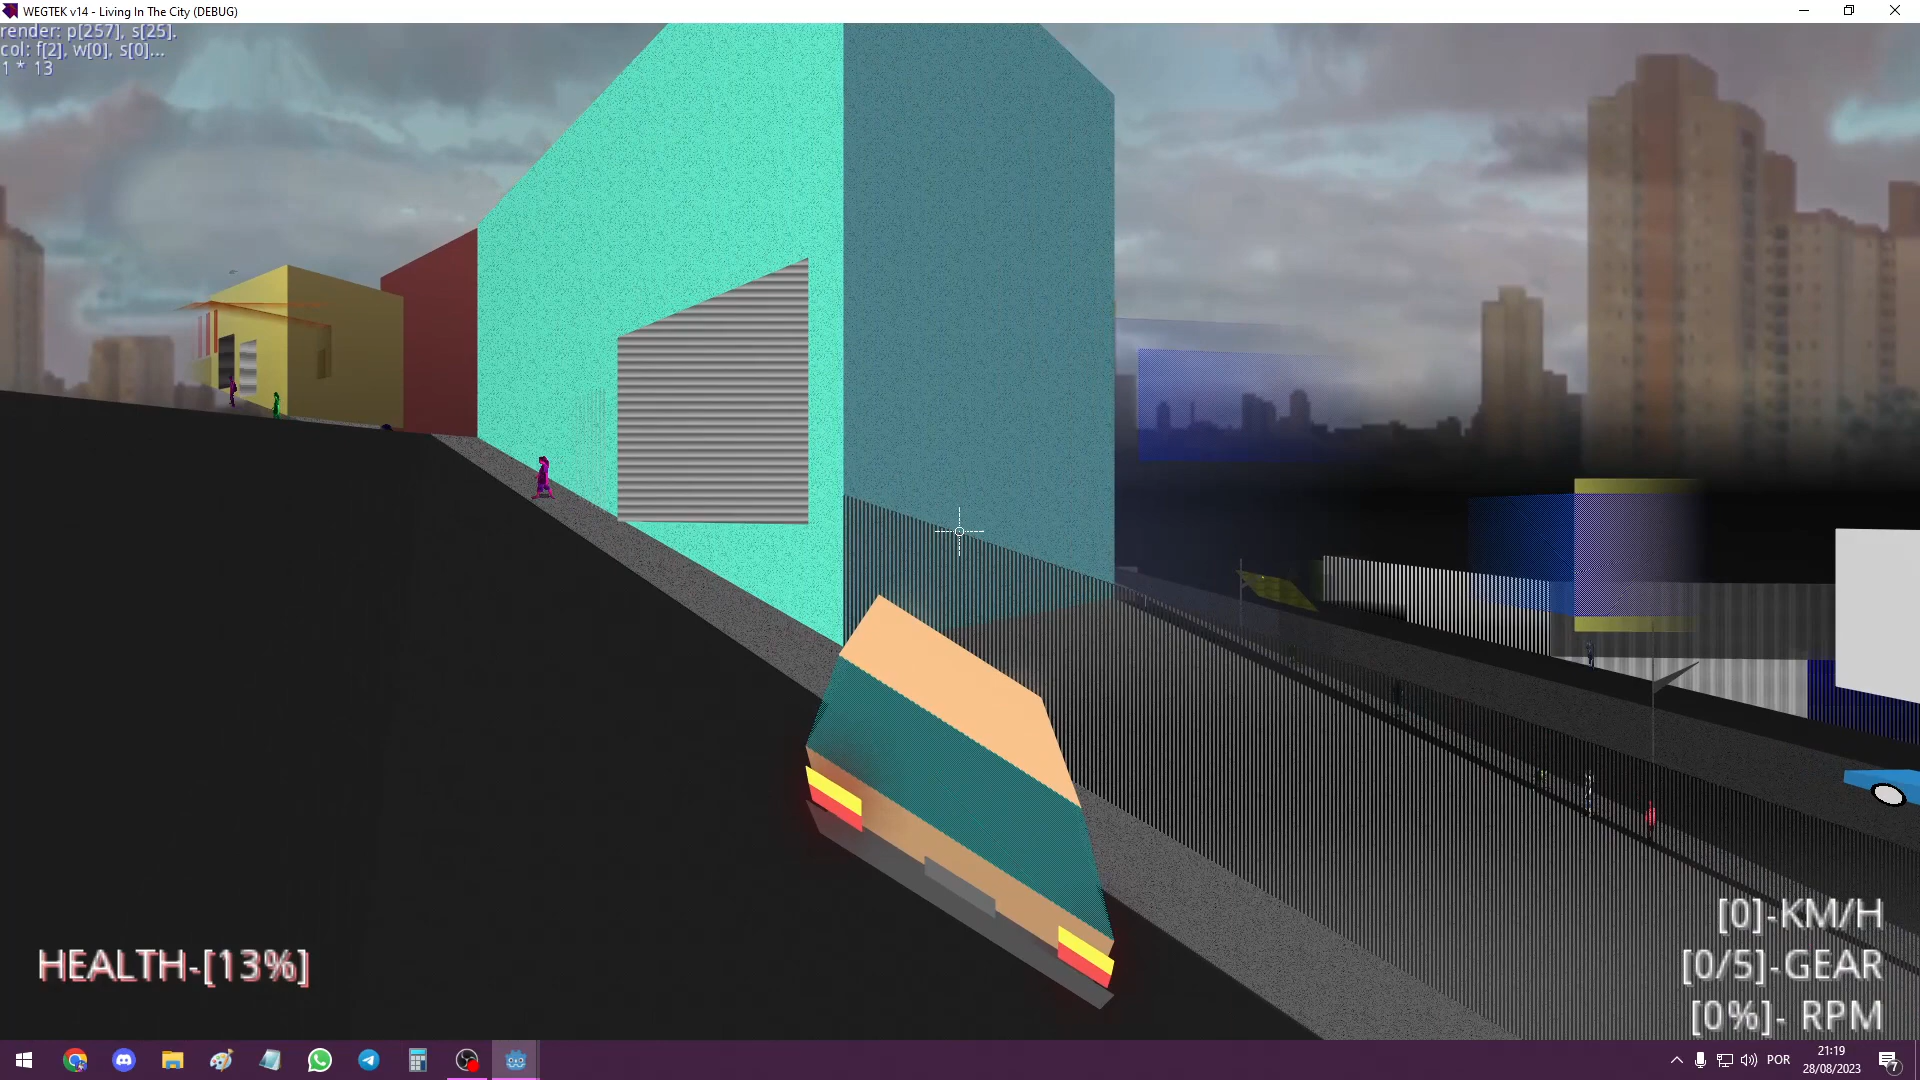 WEGTEK v14 - Living In The City (DEBUG)
render: p[257], s[25].
col: f[2], w[0], s[0]...
1 * 13
[0]-KM/H
HEALTH-[13%]
[0/5]-GEAR
[0%]- RPM
POR
21:19
28/08/2023
7